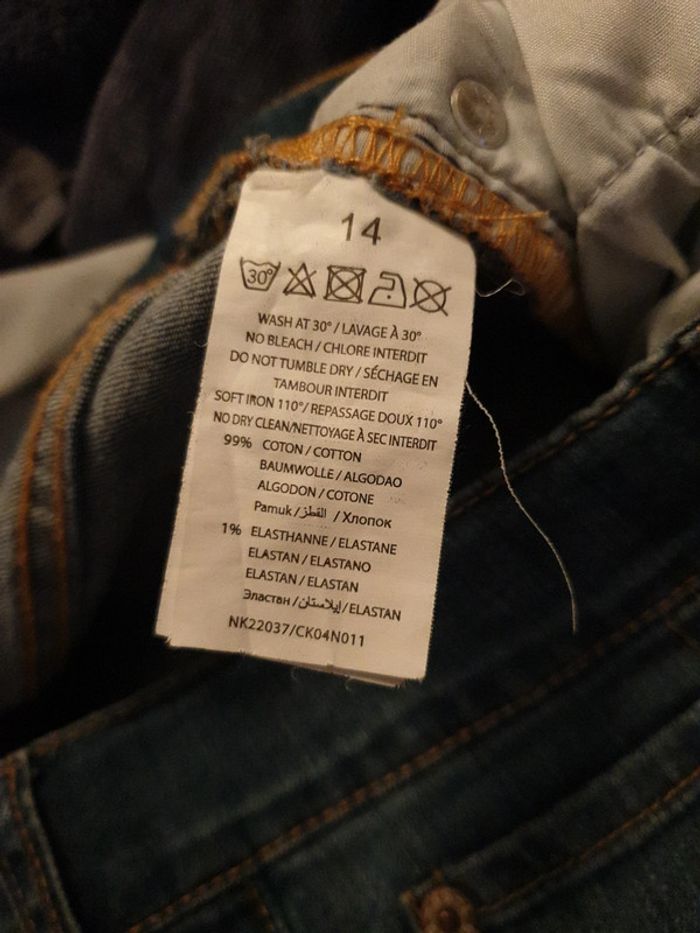 14
30°
WASH AT 30° / LAVAGE À 30°
NO BLEACH / CHLORE INTERDIT
DO NOT TUMBLE DRY / SÉCHAGE EN
TAMBOUR INTERDIT
SOFT IRON 110°/ REPASSAGE DOUX 110°
NO DRY CLEAN/NETTOYAGE À SEC INTERDIT
99% COTON / COTTON
BAUMWOLLE / ALGODAO
ALGODON / COTONE
Pamuk / القطن / Хлопок
1% ELASTHANNE / ELASTANE
ELASTAN / ELASTANO
ELASTAN / ELASTAN
Эластан / إيلاستان / ELASTAN
NK22037/CK04N011